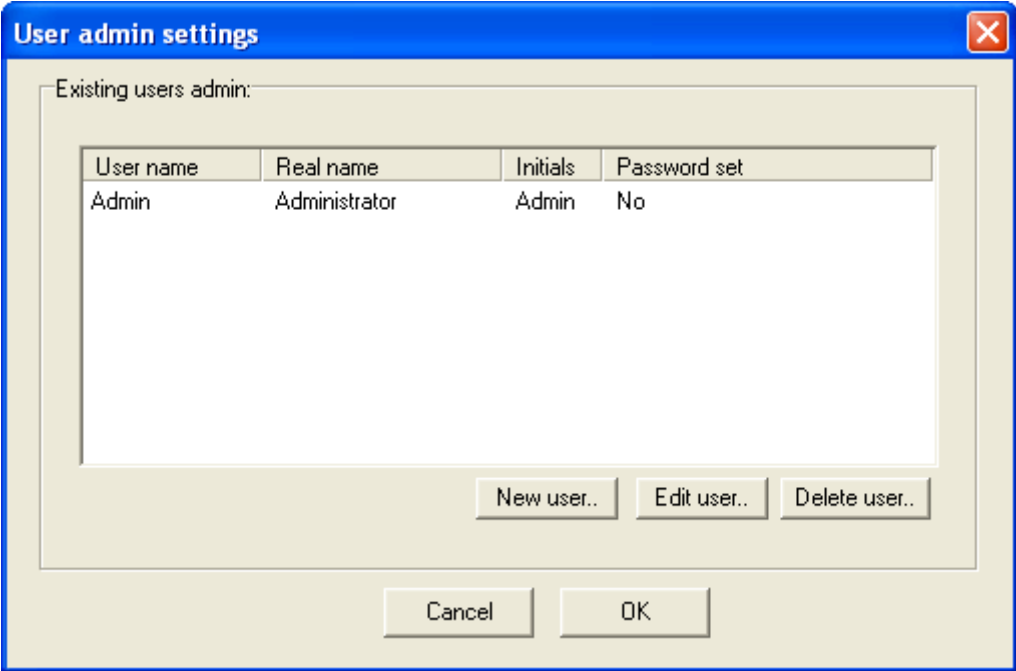 User admin settings
Existing users admin:
User name Real name Initials Password set
Admin Administrator Admin No
New user.. Edit user.. Delete user..
Cancel OK